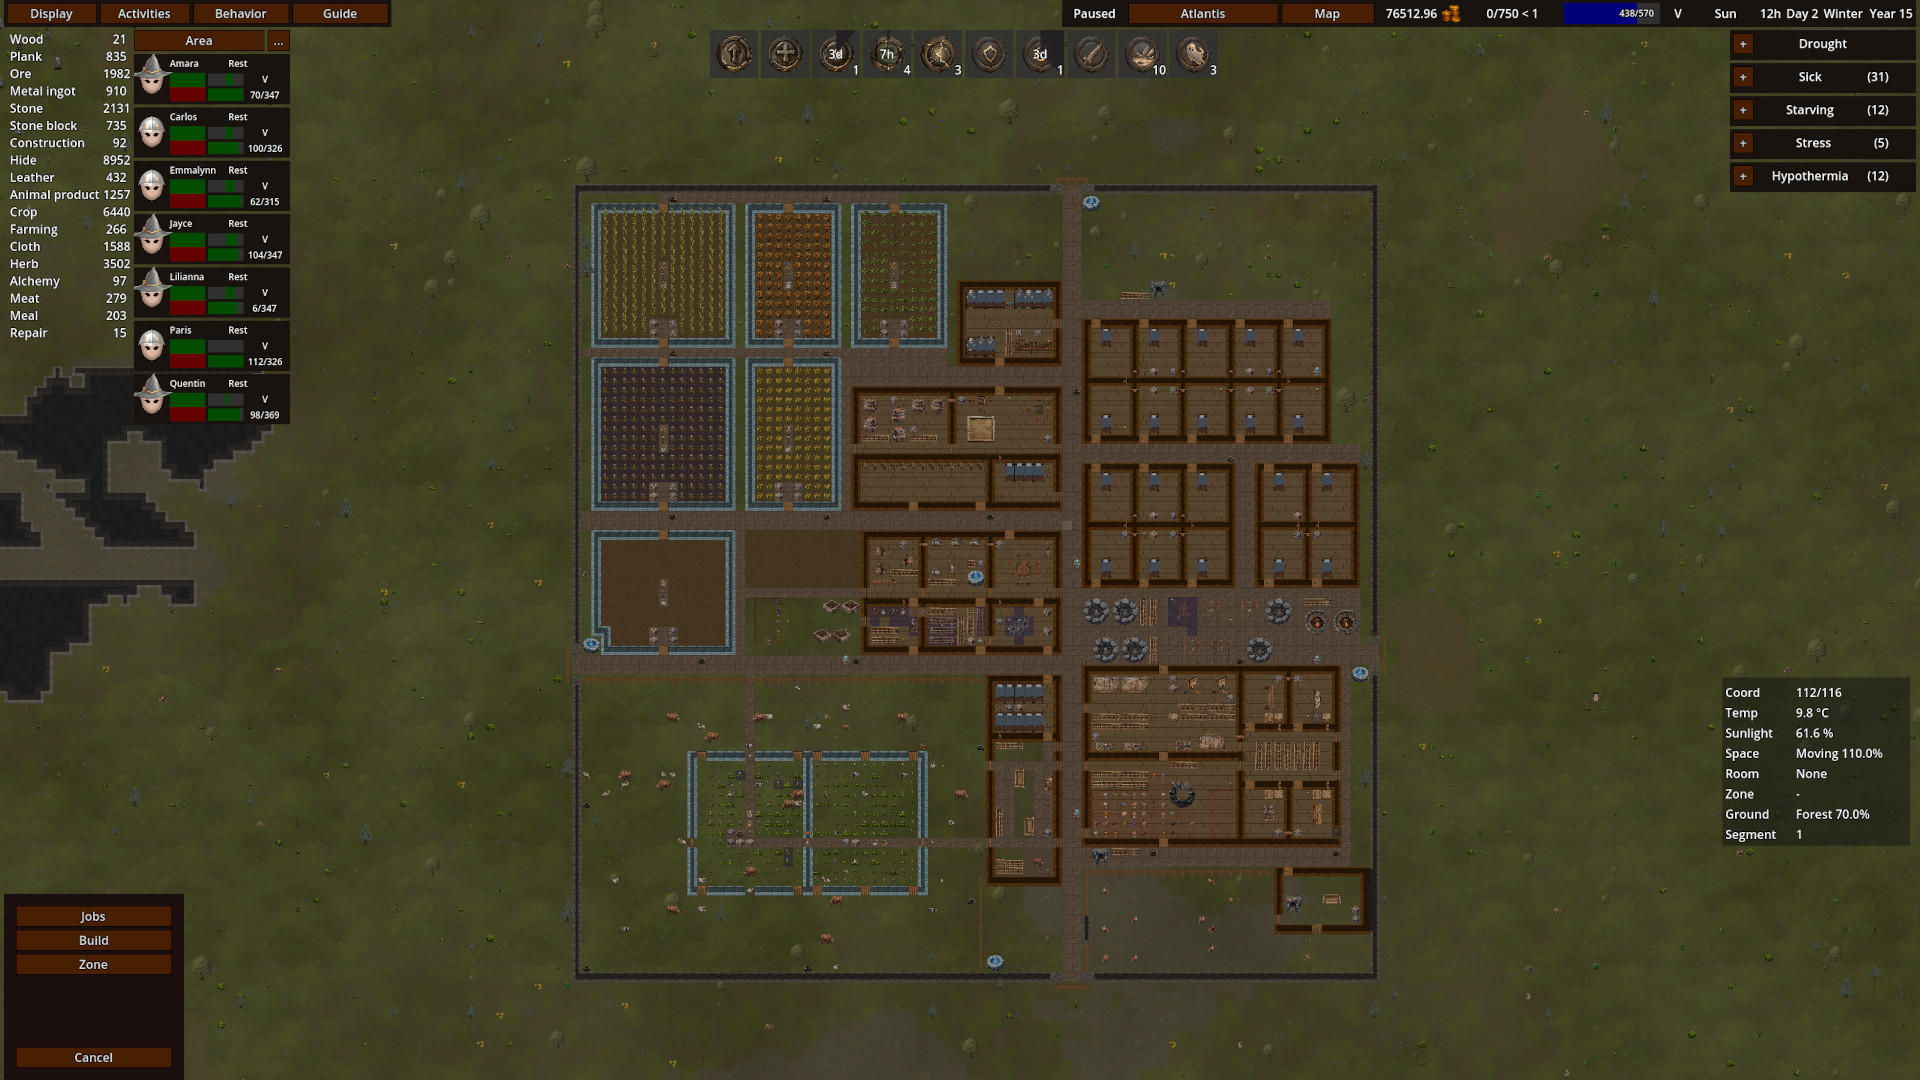 Display Activities Behavior Guide
Paused Atlantis Map 76512.96 0/750 < 1 438/570 V Sun 12h Day 2 Winter Year 15
Wood 21
Plank 835
Ore 1982
Metal ingot 910
Stone 2131
Stone block 735
Construction 92
Hide 8952
Leather 432
Animal product 1257
Crop 6440
Farming 266
Cloth 1588
Herb 3502
Alchemy 97
Meat 279
Meal 203
Repair 15
Area ...
Amara Rest
V
70/347
Carlos Rest
V
100/326
Emmalynn Rest
V
62/315
Jayce Rest
V
104/347
Lilianna Rest
V
6/347
Paris Rest
V
112/326
Quentin Rest
V
98/369
3d 7h 3d
1 4 3 1 10 3
+ Drought
+ Sick (31)
+ Starving (12)
+ Stress (5)
+ Hypothermia (12)
Coord 112/116
Temp 9.8 °C
Sunlight 61.6 %
Space Moving 110.0%
Room None
Zone -
Ground Forest 70.0%
Segment 1
Jobs
Build
Zone
Cancel